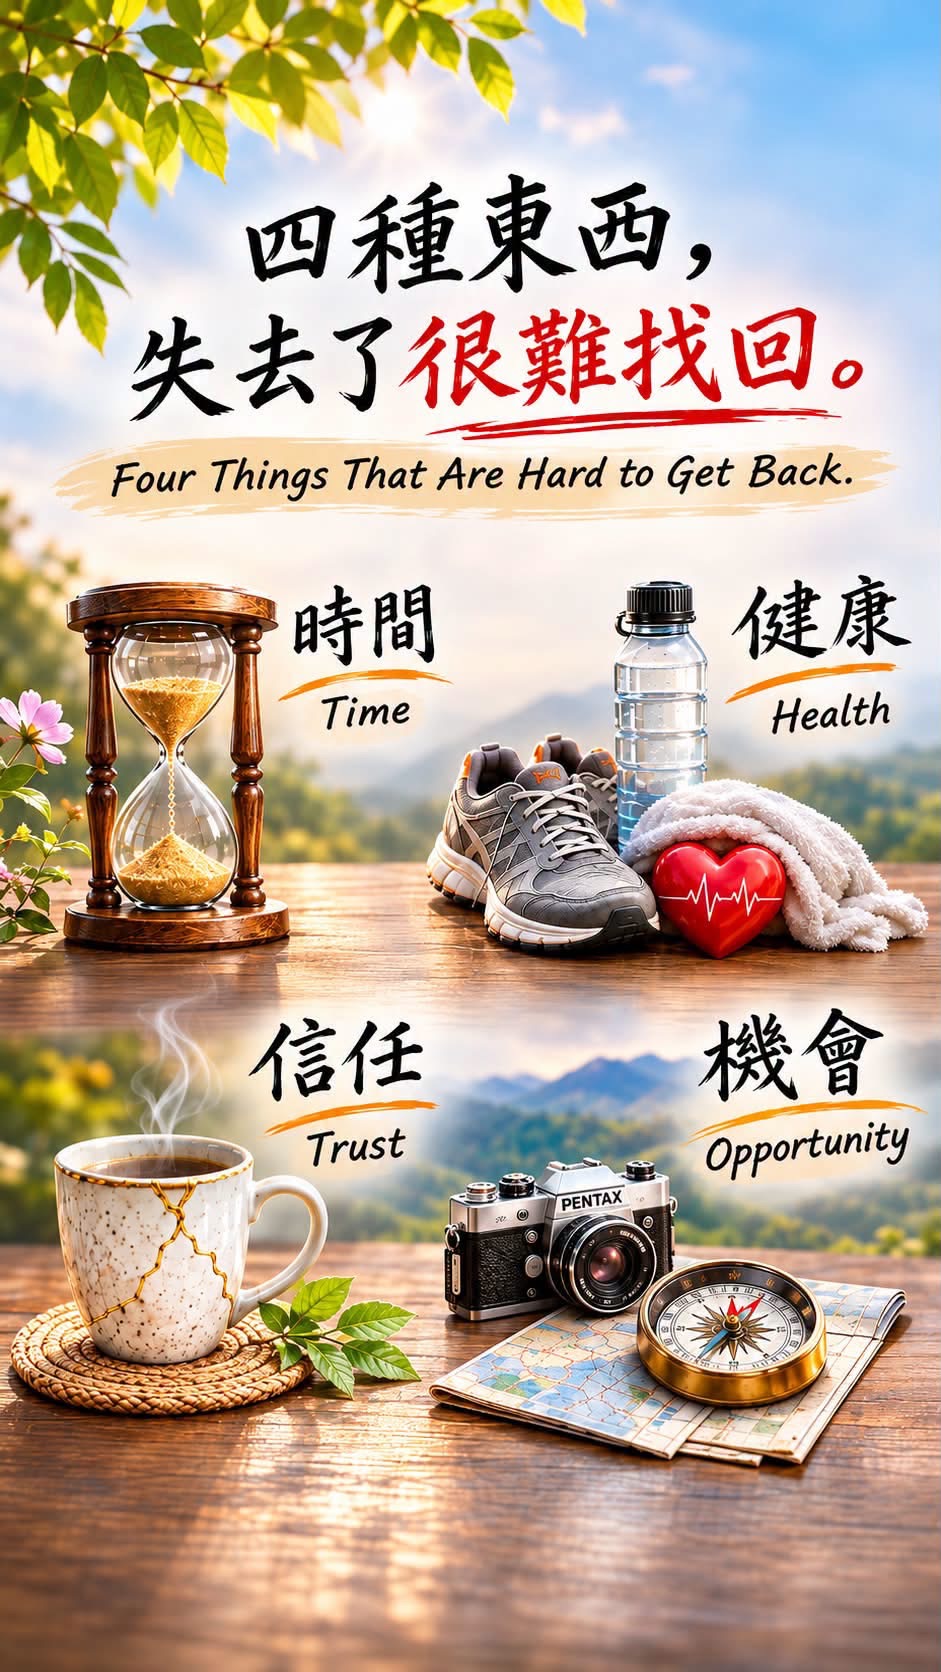 四種東西，
失去了很難找回。
Four Things That Are Hard to Get Back.
時間
Time
健康
Health
信任
Trust
機會
Opportunity
PENTAX